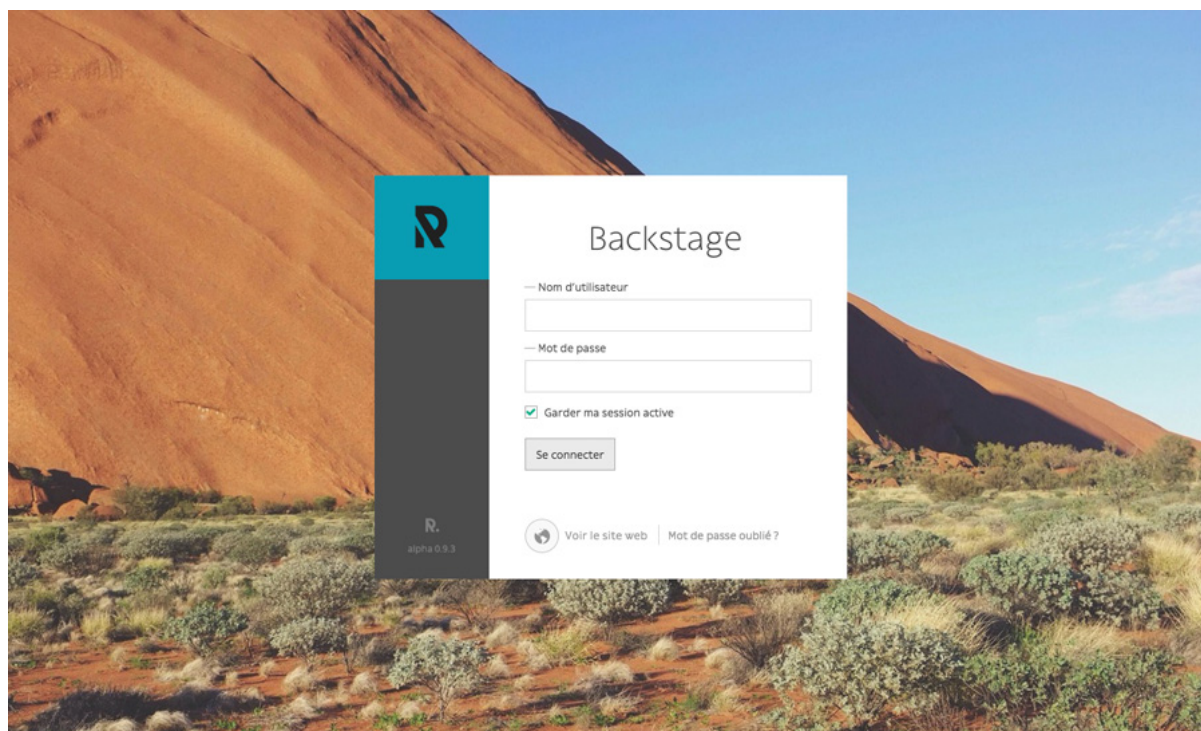 R
Backstage
— Nom d'utilisateur
— Mot de passe
Garder ma session active
Se connecter
R.
alpha 0.9.3
Voir le site web | Mot de passe oublié ?